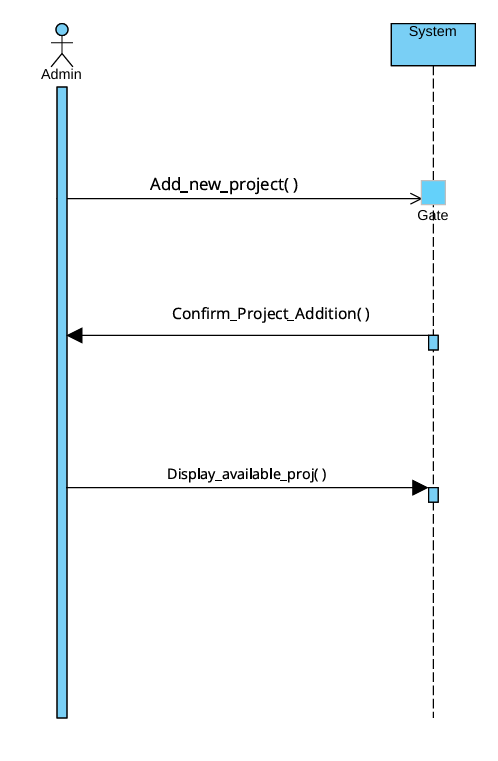 System
Admin
Add_new_project( )
Gate
Confirm_Project_Addition( )
Display_available_proj( )